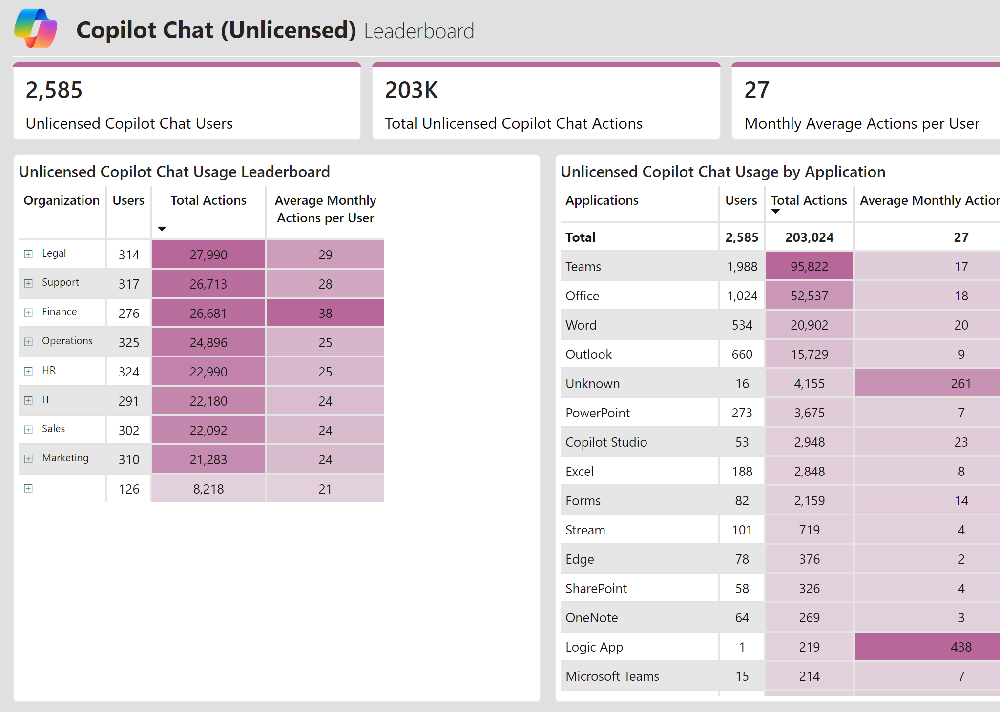 Copilot Chat (Unlicensed) Leaderboard
2,585
Unlicensed Copilot Chat Users
203K
Total Unlicensed Copilot Chat Actions
27
Monthly Average Actions per User
Unlicensed Copilot Chat Usage Leaderboard
Organization Users Total Actions Average Monthly
Actions per User
Legal 314 27,990 29
Support 317 26,713 28
Finance 276 26,681 38
Operations 325 24,896 25
HR 324 22,990 25
IT 291 22,180 24
Sales 302 22,092 24
Marketing 310 21,283 24
126 8,218 21
Unlicensed Copilot Chat Usage by Application
Applications Users Total Actions Average Monthly Action
Total 2,585 203,024 27
Teams 1,988 95,822 17
Office 1,024 52,537 18
Word 534 20,902 20
Outlook 660 15,729 9
Unknown 16 4,155 261
PowerPoint 273 3,675 7
Copilot Studio 53 2,948 23
Excel 188 2,848 8
Forms 82 2,159 14
Stream 101 719 4
Edge 78 376 2
SharePoint 58 326 4
OneNote 64 269 3
Logic App 1 219 438
Microsoft Teams 15 214 7